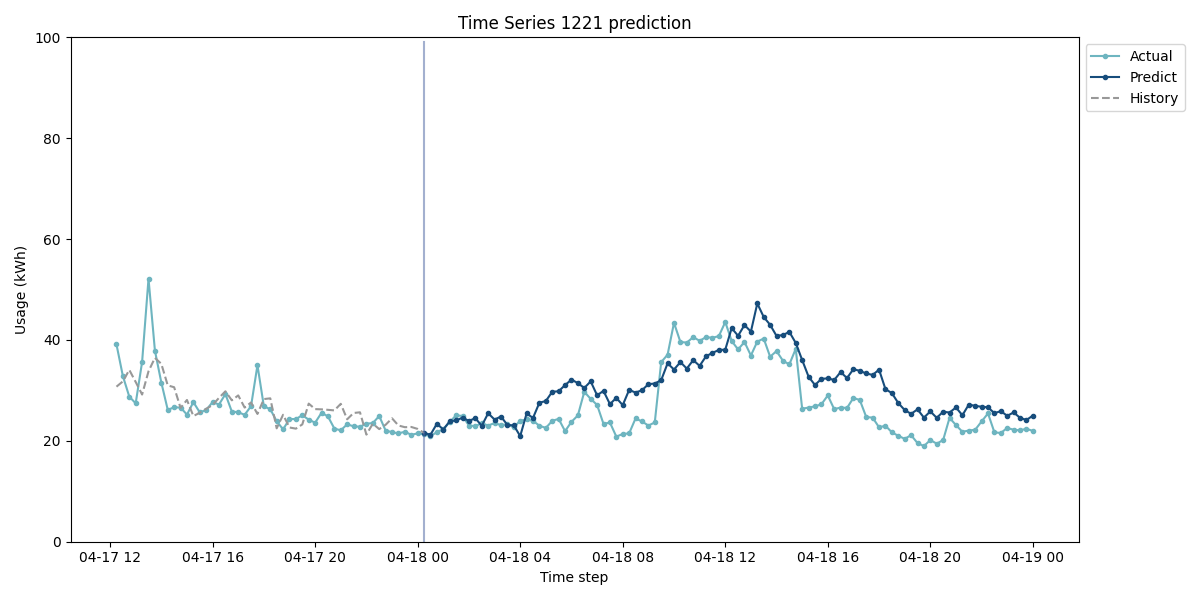 Time Series 1221 prediction
Usage (kWh)
100
80
60
40
20
0
04-17 12
04-17 16
04-17 20
04-18 00
04-18 04
04-18 08
04-18 12
04-18 16
04-18 20
04-19 00
Time step
Actual
Predict
History